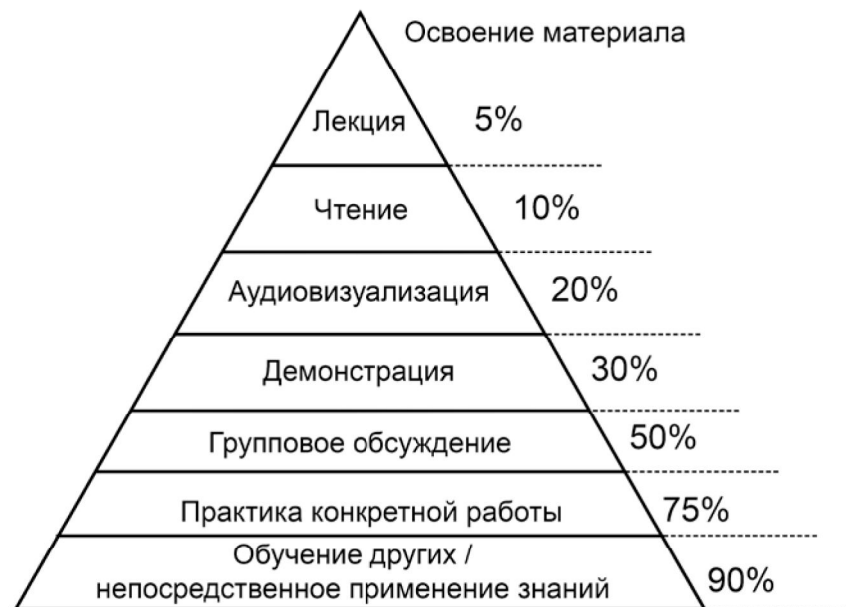 Освоение материала
Лекция 5%
Чтение 10%
Аудиовизуализация 20%
Демонстрация 30%
Групповое обсуждение 50%
Практика конкретной работы 75%
Обучение других /
непосредственное применение знаний 90%